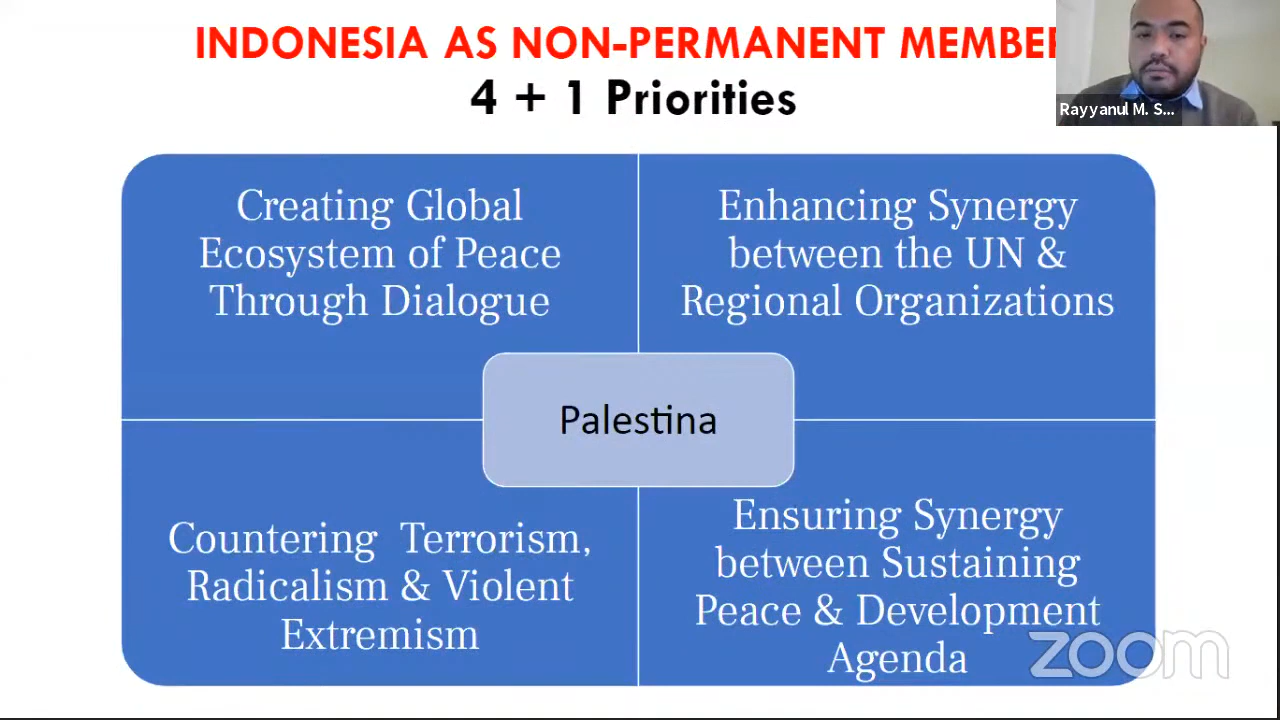 INDONESIA AS NON-PERMANENT MEMBE
4 + 1 Priorities
Rayyanul M. S...
Creating Global
Ecosystem of Peace
Through Dialogue
Enhancing Synergy
between the UN &
Regional Organizations
Palestina
Countering Terrorism,
Radicalism & Violent
Extremism
Ensuring Synergy
between Sustaining
Peace & Development
Agenda
zoom